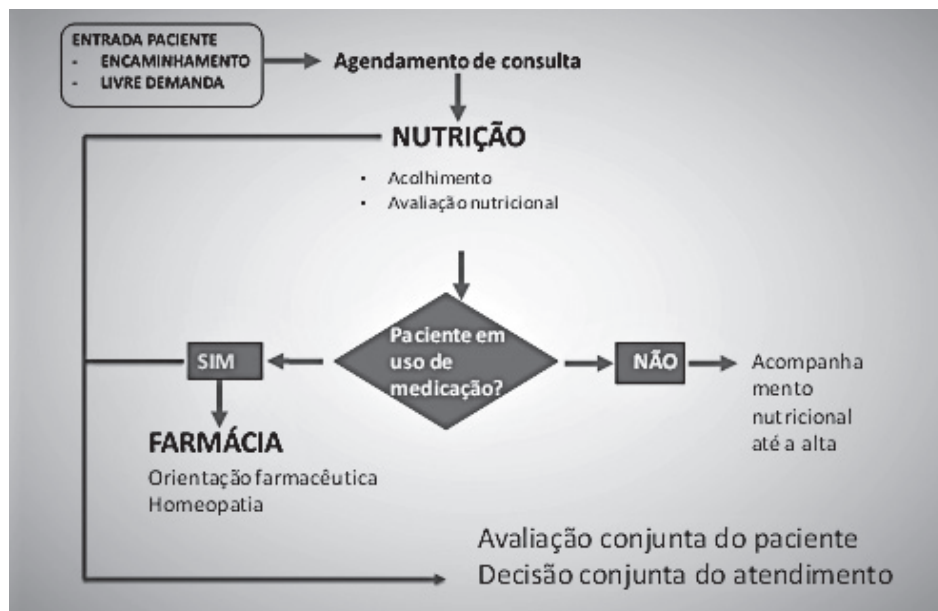 ENTRADA PACIENTE
- ENCAMINHAMENTO
- LIVRE DEMANDA
Agendamento de consulta
NUTRIÇÃO
• Acolhimento
• Avaliação nutricional
Paciente em
uso de
medicação?
SIM
NÃO
Acompanha
mento
nutricional
até a alta
FARMÁCIA
Orientação farmacêutica
Homeopatia
Avaliação conjunta do paciente
Decisão conjunta do atendimento